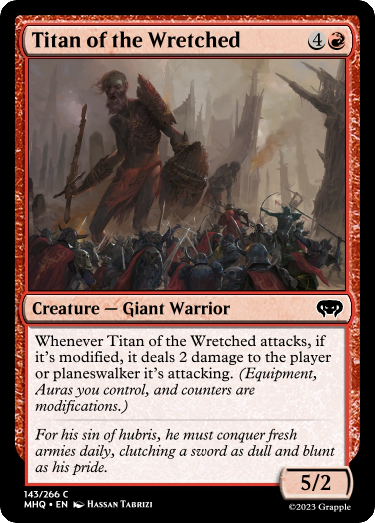 Titan of the Wretched 4
Creature — Giant Warrior
Whenever Titan of the Wretched attacks, if
it's modified, it deals 2 damage to the player
or planeswalker it's attacking. (Equipment,
Auras you control, and counters are
modifications.)
For his sin of hubris, he must conquer fresh
armies daily, clutching a sword as dull and blunt
as his pride.
5/2
143/266 C
MHQ • EN Hassan Tabrizi
©2023 Grapple